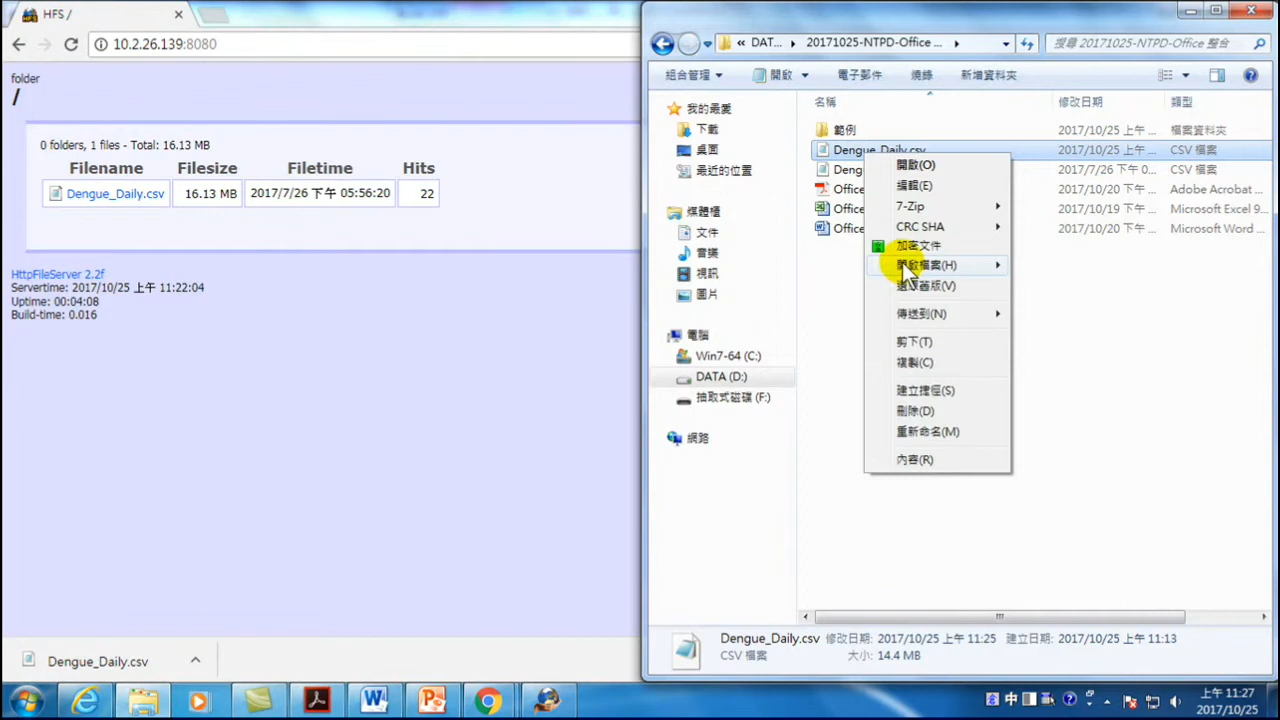 HFS /
10.2.26.139:8080
folder
/
0 folders, 1 files - Total: 16.13 MB
Filename Filesize Filetime Hits
Dengue_Daily.csv 16.13 MB 2017/7/26 下午 05:56:20 22
HttpFileServer 2.2f
Servertime: 2017/10/25 上午 11:22:04
Uptime: 00:04:08
Build-time: 0.016
Dengue_Daily.csv
« DAT... 20171025-NTPD-Office ...
搜尋 20171025-NTPD-Office 整合
組合管理 開啟 電子郵件 燒錄 新增資料夾
我的最愛
下載
桌面
最近的位置
媒體櫃
文件
音樂
視訊
圖片
電腦
Win7-64 (C:)
DATA (D:)
抽取式磁碟 (F:)
網路
名稱 修改日期 類型
範例 2017/10/25 上午 ... 檔案資料夾
Dengue_Daily.csv 2017/10/25 上午 ... CSV 檔案
Deng 2017/7/26 下午 0... CSV 檔案
Office 2017/10/20 下午 ... Adobe Acrobat ...
Office 2017/10/19 下午 ... Microsoft Excel 9...
Office 2017/10/20 下午 ... Microsoft Word ...
開啟(O)
編輯(E)
7-Zip
CRC SHA
加密文件
開啟檔案(H)
還原舊版(V)
傳送到(N)
剪下(T)
複製(C)
建立捷徑(S)
刪除(D)
重新命名(M)
內容(R)
Dengue_Daily.csv 修改日期: 2017/10/25 上午 11:25 建立日期: 2017/10/25 上午 11:13
CSV 檔案 大小: 14.4 MB
中
上午 11:27
2017/10/25